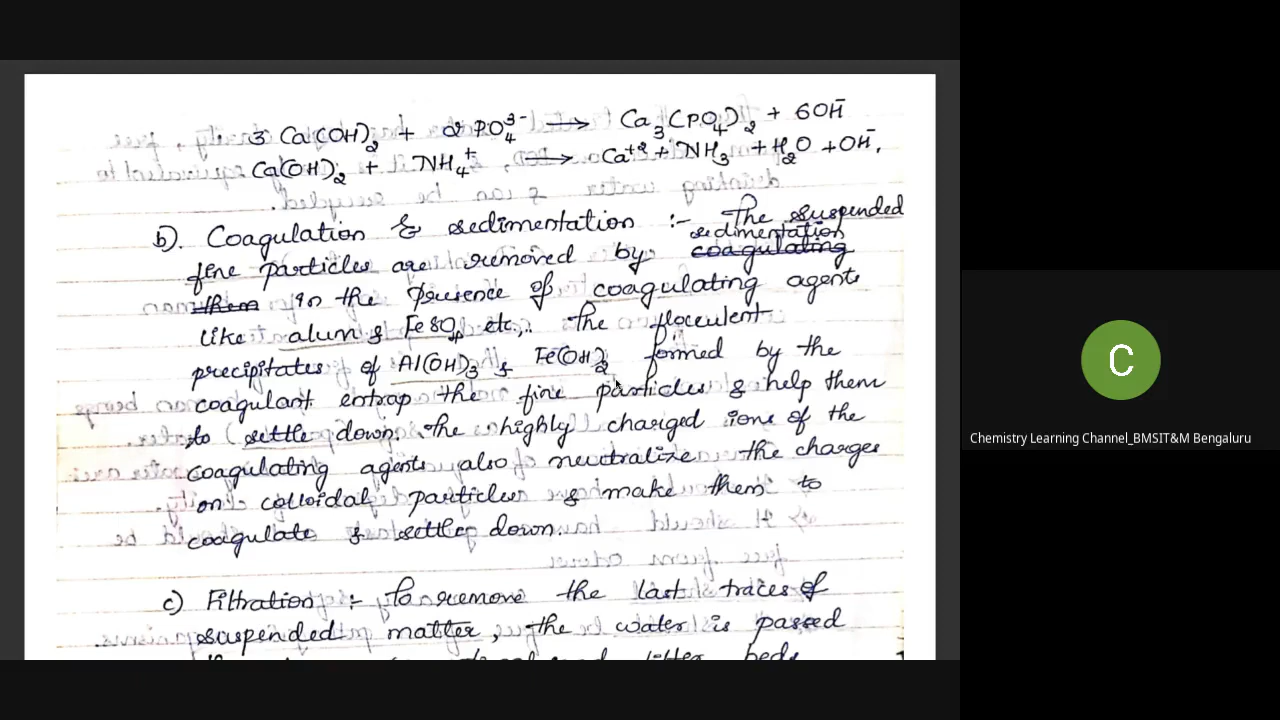 3 Ca(OH)₂ + 2 PO₄³⁻ → Ca₃(PO₄)₂ + 6OH⁻
Ca(OH)₂ + NH₄⁺ → Ca⁺² + NH₃ + H₂O + OH⁻.
b). Coagulation & sedimentation :- The suspended
sedimentation
fine particles are removed by coagulating
them in the presence of coagulating agents
like alum & FeSO₄ etc,. The flocculent
precipitates of Al(OH)₃ & Fe(OH)₂ formed by the
coagulant entrap the fine particles & help them
to settle down. The highly charged ions of the
coagulating agents also neutralize the charges
on colloidal particles & make them to
coagulate & settle down.
c) Filtration :- To remove the last traces of
suspended matter, the water is passed
beds
Chemistry Learning Channel_BMSIT&M Bengaluru
C